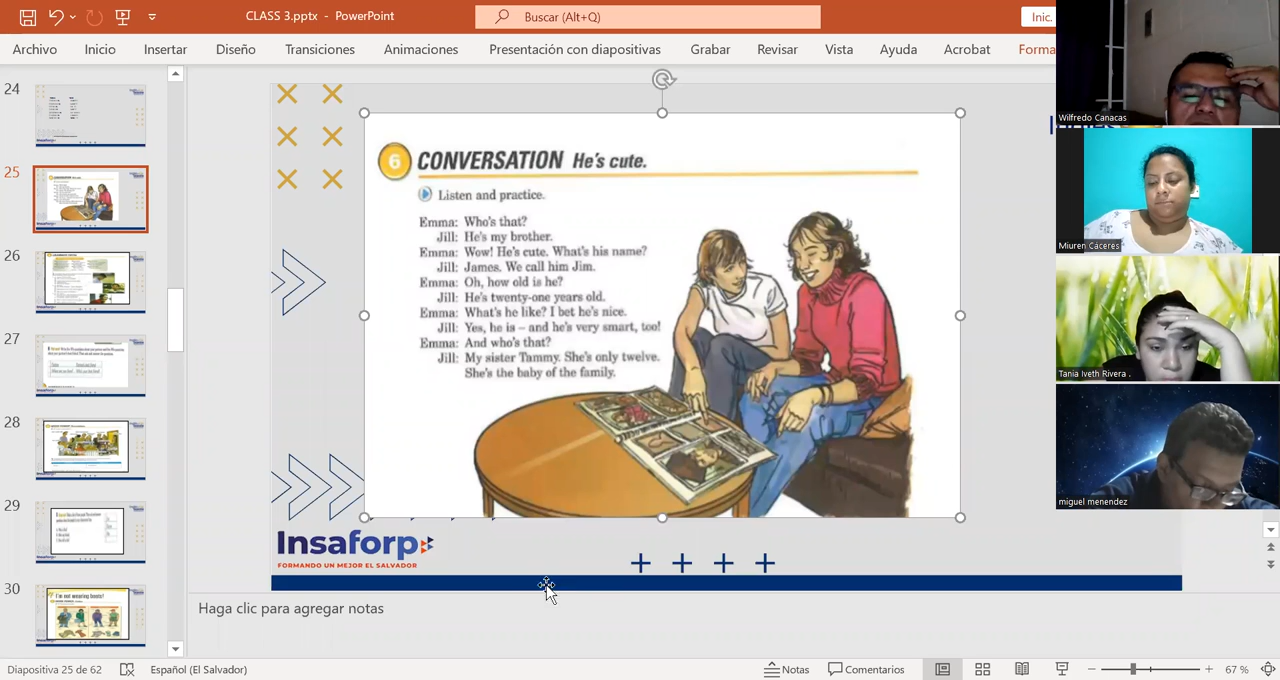 CLASS 3.pptx - PowerPoint
Buscar (Alt+Q)
Inic.
Archivo Inicio Insertar Diseño Transiciones Animaciones Presentación con diapositivas Grabar Revisar Vista Ayuda Acrobat Forma
24
25
26
27
28
29
30
I'm not wearing boots!
6 CONVERSATION He's cute.
Listen and practice.
Emma: Who's that?
Jill: He's my brother.
Emma: Wow! He's cute. What's his name?
Jill: James. We call him Jim.
Emma: Oh, how old is he?
Jill: He's twenty-one years old.
Emma: What's he like? I bet he's nice.
Jill: Yes, he is – and he's very smart, too!
Emma: And who's that?
Jill: My sister Tammy. She's only twelve.
She's the baby of the family.
Insaforp
FORMANDO UN MEJOR EL SALVADOR
Wilfredo Canacas
Miuren Cáceres
Tania Iveth Rivera .
miguel menendez
Haga clic para agregar notas
Diapositiva 25 de 62 Español (El Salvador) Notas Comentarios 67 %